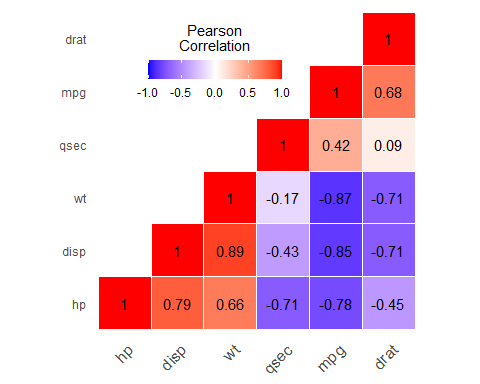 Pearson
Correlation
-1.0 -0.5 0.0 0.5 1.0
drat 1
mpg 1 0.68
qsec 1 0.42 0.09
wt 1 -0.17 -0.87 -0.71
disp 1 0.89 -0.43 -0.85 -0.71
hp 1 0.79 0.66 -0.71 -0.78 -0.45
hp disp wt qsec mpg drat